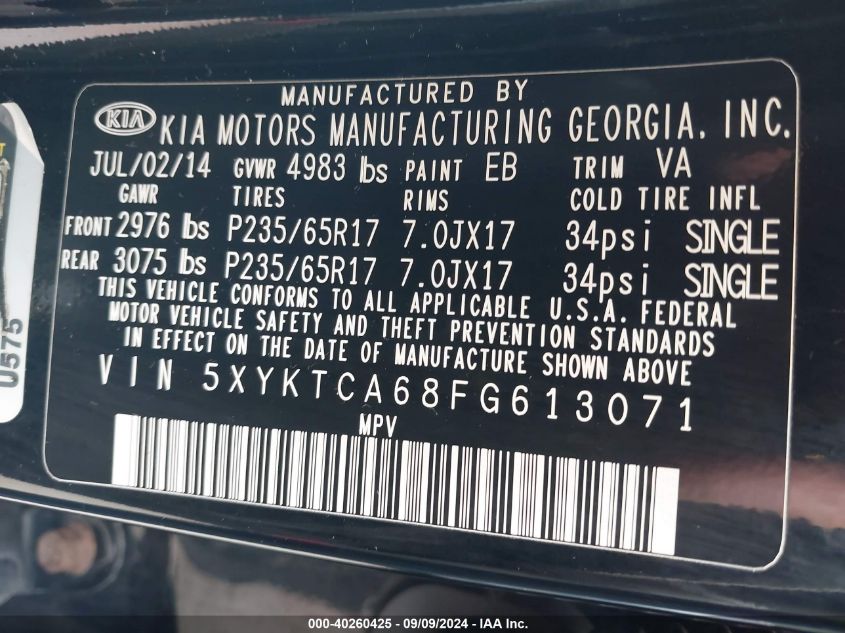 MANUFACTURED BY
KIA KIA MOTORS MANUFACTURING GEORGIA, INC.
JUL/02/14 GVWR 4983 lbs PAINT EB TRIM VA
GAWR TIRES RIMS COLD TIRE INFL
FRONT 2976 lbs P235/65R17 7.0JX17 34psi SINGLE
REAR 3075 lbs P235/65R17 7.0JX17 34psi SINGLE
THIS VEHICLE CONFORMS TO ALL APPLICABLE U.S.A. FEDERAL
MOTOR VEHICLE SAFETY AND THEFT PREVENTION STANDARDS
IN EFFECT ON THE DATE OF MANUFACTURE SHOWN ABOVE
VIN 5XYKTCA68FG613071
MPV
U575
000-40260425 - 09/09/2024 - IAA Inc.